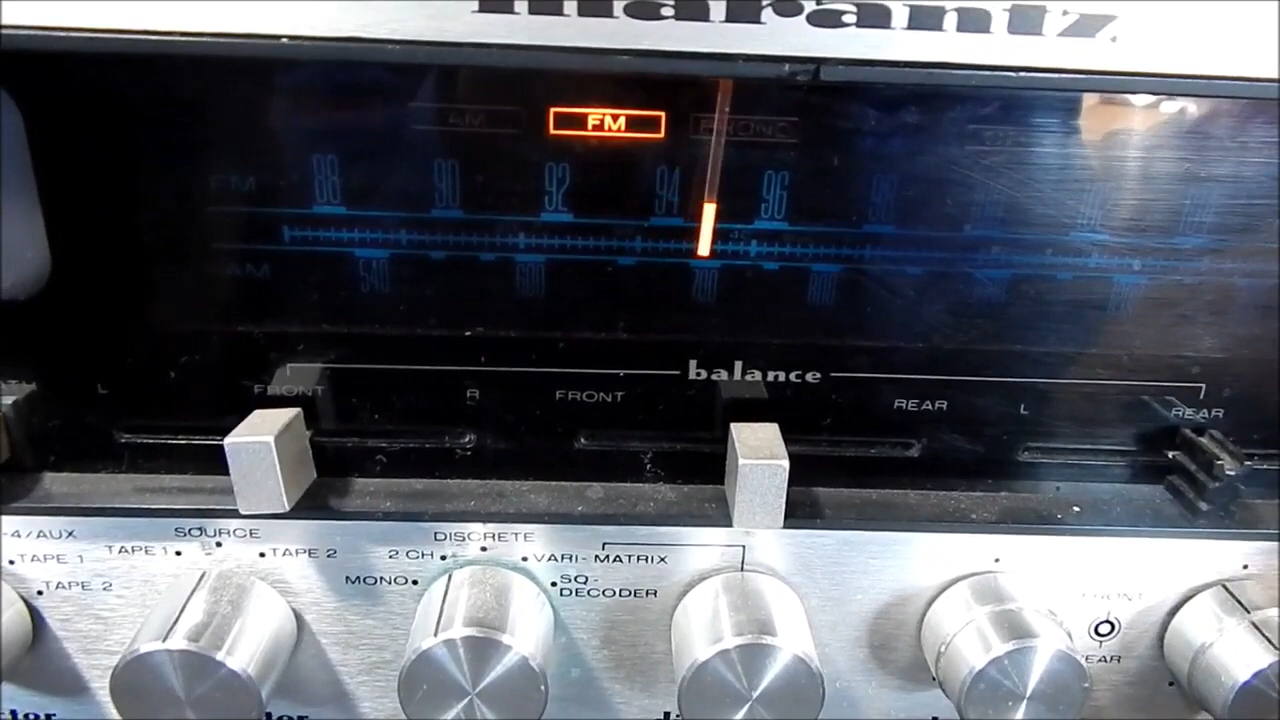 marantz
AM FM PHONO
FM 88 90 92 94 96 98
AM 540 600 700 800
balance
L FRONT R FRONT REAR L REAR
-4/AUX SOURCE DISCRETE
TAPE 1 TAPE 1 TAPE 2 2 CH VARI-MATRIX
TAPE 2 MONO SQ-
DECODER
FRONT
REAR